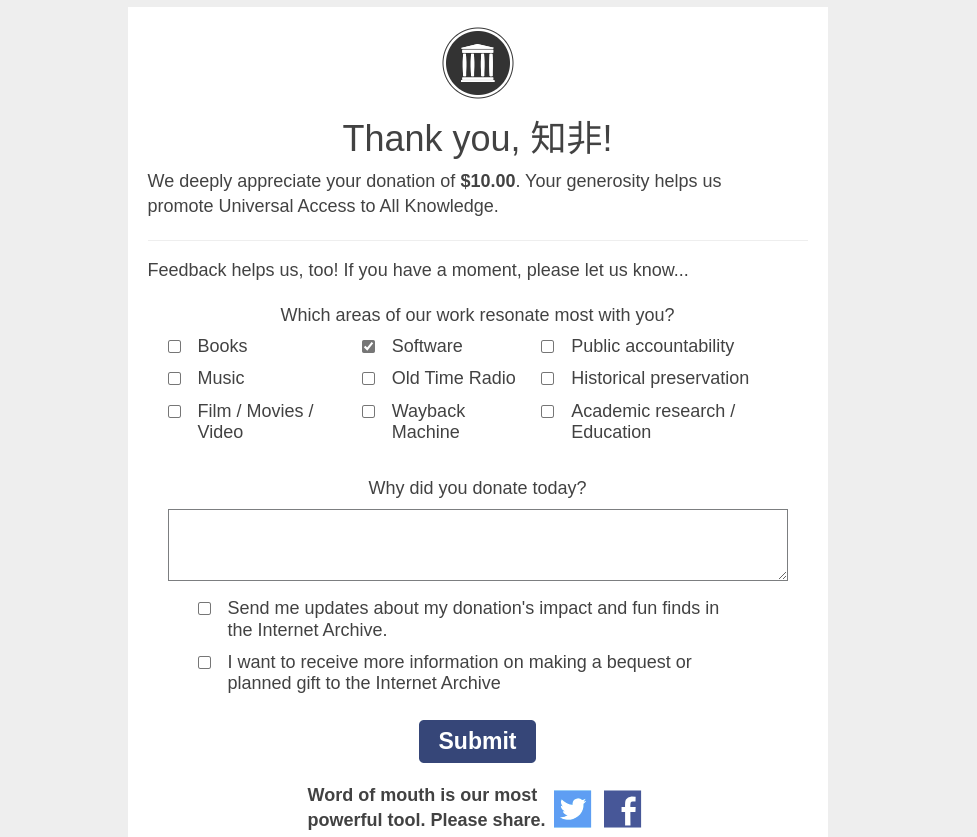 Thank you, 知非!
We deeply appreciate your donation of $10.00. Your generosity helps us
promote Universal Access to All Knowledge.
Feedback helps us, too! If you have a moment, please let us know...
Which areas of our work resonate most with you?
Books
Software
Public accountability
Music
Old Time Radio
Historical preservation
Film / Movies /
Video
Wayback
Machine
Academic research /
Education
Why did you donate today?
Send me updates about my donation's impact and fun finds in
the Internet Archive.
I want to receive more information on making a bequest or
planned gift to the Internet Archive
Submit
Word of mouth is our most
powerful tool. Please share.